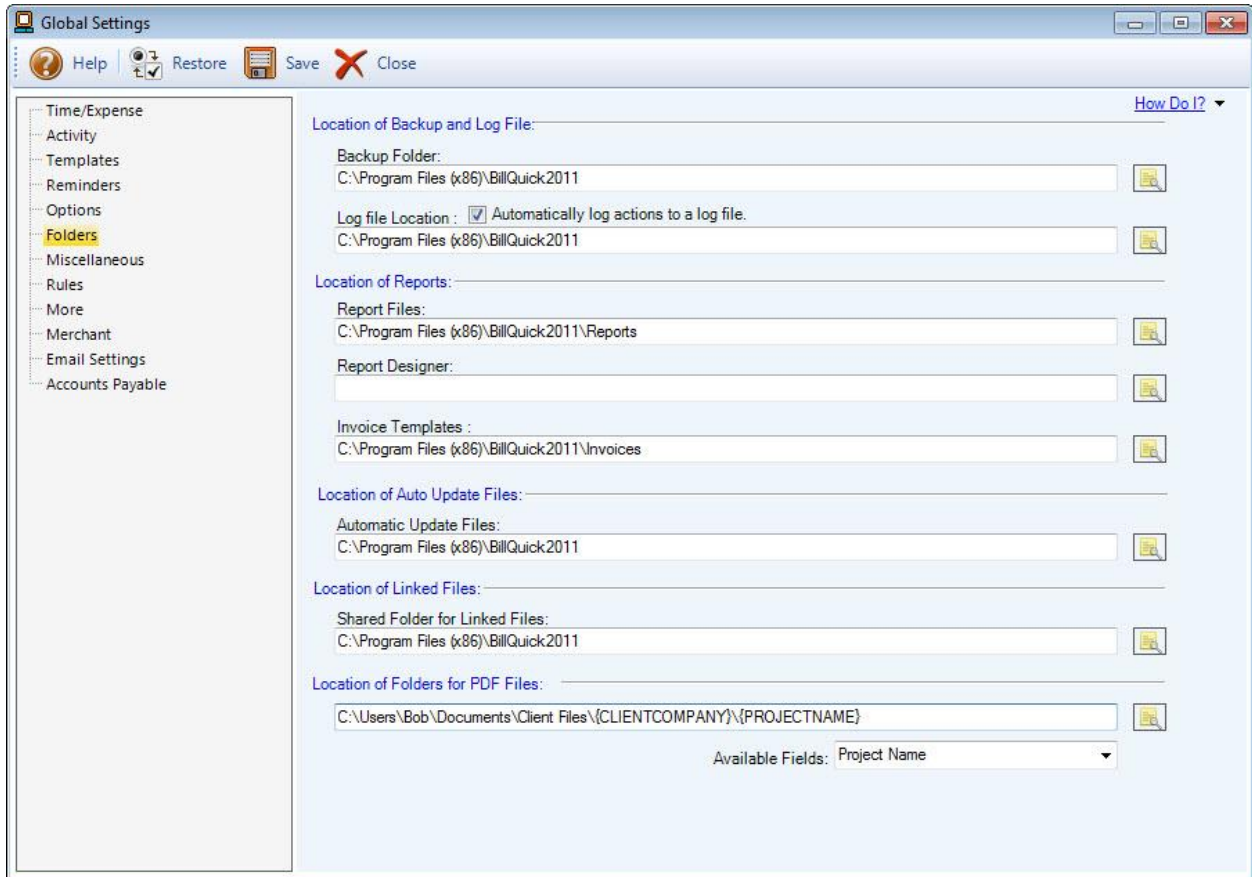 Global Settings
Help Restore Save Close
Time/Expense
Activity
Templates
Reminders
Options
Folders
Miscellaneous
Rules
More
Merchant
Email Settings
Accounts Payable
How Do I?
Location of Backup and Log File:
Backup Folder:
C:\Program Files (x86)\BillQuick2011
Log file Location : Automatically log actions to a log file.
C:\Program Files (x86)\BillQuick2011
Location of Reports:
Report Files:
C:\Program Files (x86)\BillQuick2011\Reports
Report Designer:
Invoice Templates :
C:\Program Files (x86)\BillQuick2011\Invoices
Location of Auto Update Files:
Automatic Update Files:
C:\Program Files (x86)\BillQuick2011
Location of Linked Files:
Shared Folder for Linked Files:
C:\Program Files (x86)\BillQuick2011
Location of Folders for PDF Files:
C:\Users\Bob\Documents\Client Files\{CLIENTCOMPANY}\{PROJECTNAME}
Available Fields: Project Name